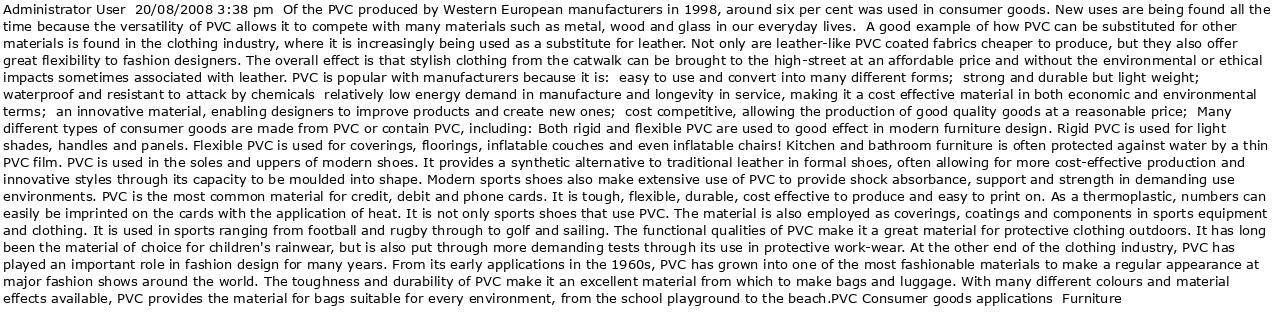 Administrator User  20/08/2008 3:38 pm  Of the PVC produced by Western European manufacturers in 1998, around six per cent was used in consumer goods. New uses are being found all the
time because the versatility of PVC allows it to compete with many materials such as metal, wood and glass in our everyday lives.  A good example of how PVC can be substituted for other
materials is found in the clothing industry, where it is increasingly being used as a substitute for leather. Not only are leather-like PVC coated fabrics cheaper to produce, but they also offer
great flexibility to fashion designers. The overall effect is that stylish clothing from the catwalk can be brought to the high-street at an affordable price and without the environmental or ethical
impacts sometimes associated with leather. PVC is popular with manufacturers because it is:  easy to use and convert into many different forms;  strong and durable but light weight;
waterproof and resistant to attack by chemicals  relatively low energy demand in manufacture and longevity in service, making it a cost effective material in both economic and environmental
terms;  an innovative material, enabling designers to improve products and create new ones;  cost competitive, allowing the production of good quality goods at a reasonable price;  Many
different types of consumer goods are made from PVC or contain PVC, including: Both rigid and flexible PVC are used to good effect in modern furniture design. Rigid PVC is used for light
shades, handles and panels. Flexible PVC is used for coverings, floorings, inflatable couches and even inflatable chairs! Kitchen and bathroom furniture is often protected against water by a thin
PVC film. PVC is used in the soles and uppers of modern shoes. It provides a synthetic alternative to traditional leather in formal shoes, often allowing for more cost-effective production and
innovative styles through its capacity to be moulded into shape. Modern sports shoes also make extensive use of PVC to provide shock absorbance, support and strength in demanding use
environments. PVC is the most common material for credit, debit and phone cards. It is tough, flexible, durable, cost effective to produce and easy to print on. As a thermoplastic, numbers can
easily be imprinted on the cards with the application of heat. It is not only sports shoes that use PVC. The material is also employed as coverings, coatings and components in sports equipment
and clothing. It is used in sports ranging from football and rugby through to golf and sailing. The functional qualities of PVC make it a great material for protective clothing outdoors. It has long
been the material of choice for children's rainwear, but is also put through more demanding tests through its use in protective work-wear. At the other end of the clothing industry, PVC has
played an important role in fashion design for many years. From its early applications in the 1960s, PVC has grown into one of the most fashionable materials to make a regular appearance at
major fashion shows around the world. The toughness and durability of PVC make it an excellent material from which to make bags and luggage. With many different colours and material
effects available, PVC provides the material for bags suitable for every environment, from the school playground to the beach.PVC Consumer goods applications  Furniture